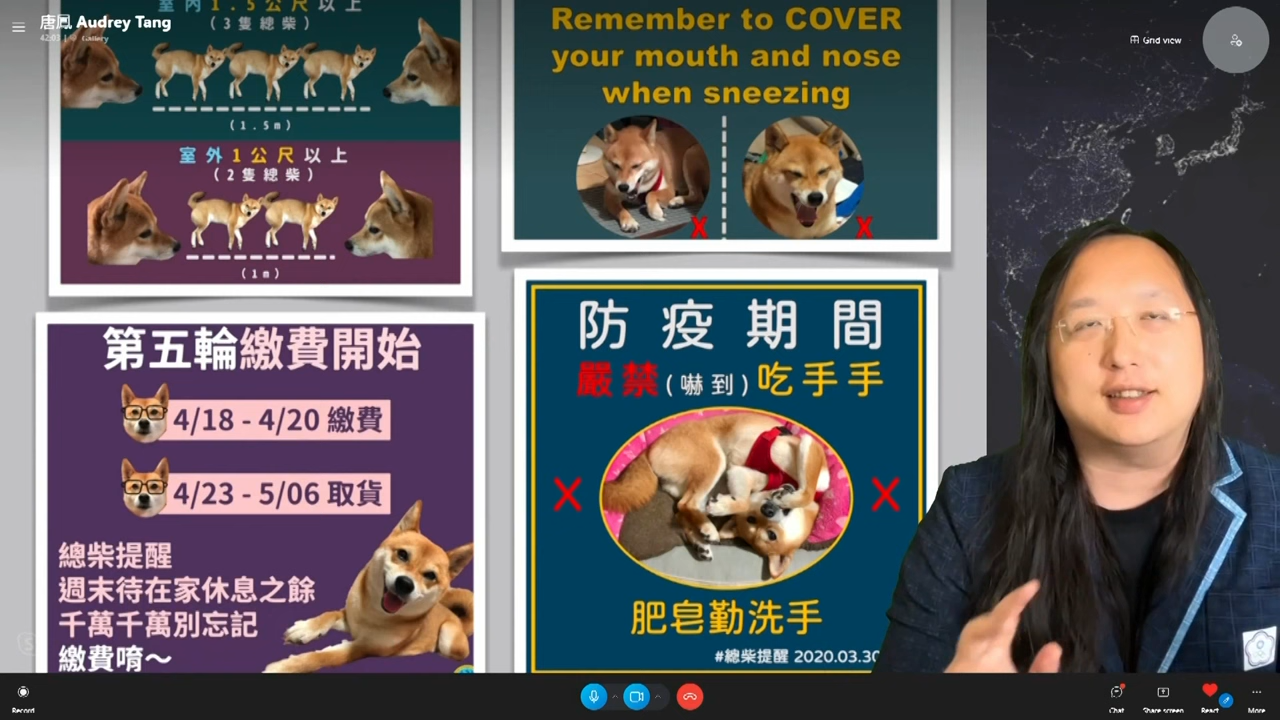 唐鳳 Audrey Tang
Gallery
Grid view
室內 1.5 公尺以上
(3隻總柴)
(1.5m)
室外 1 公尺以上
(2隻總柴)
(1m)
Remember to COVER
your mouth and nose
when sneezing
X X
第五輪繳費開始
4/18 - 4/20 繳費
4/23 - 5/06 取貨
總柴提醒
週末待在家休息之餘
千萬千萬別忘記
繳費唷~
防疫期間
嚴禁(嚇到)吃手手
X X
肥皂勤洗手
#總柴提醒 2020.03.30
Record
Chat
Share screen
React
More